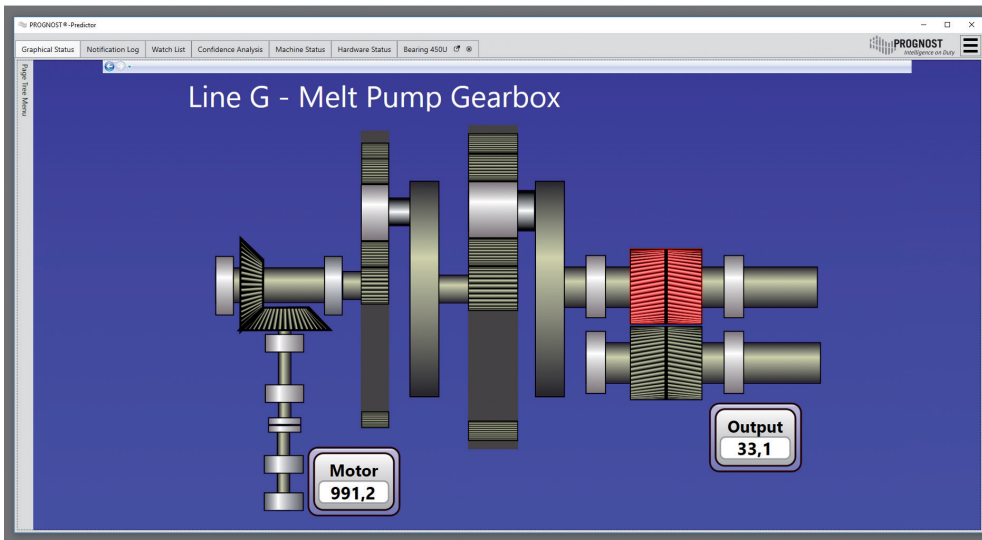 PROGNOST®-Predictor
Graphical Status Notification Log Watch List Confidence Analysis Machine Status Hardware Status Bearing 450U
PROGNOST
Intelligence on Duty
Page Tree Menu
Line G - Melt Pump Gearbox
Output
33,1
Motor
991,2